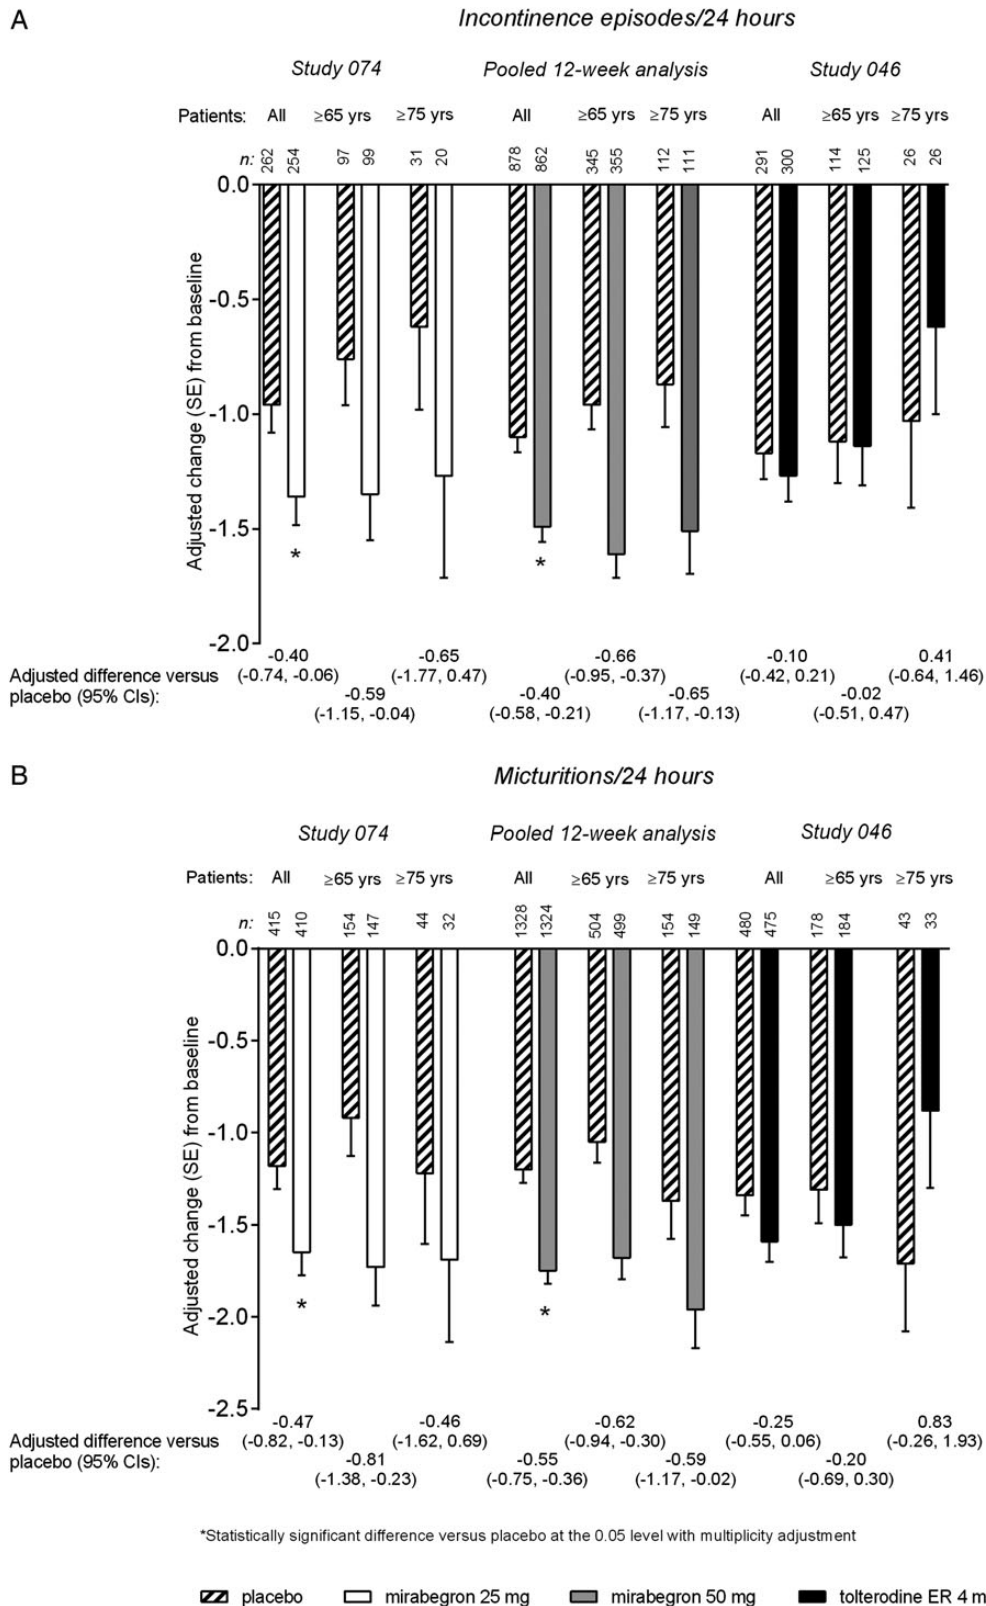 A
Incontinence episodes/24 hours
Study 074 Pooled 12-week analysis Study 046
Patients: All ≥65 yrs ≥75 yrs All ≥65 yrs ≥75 yrs All ≥65 yrs ≥75 yrs
n: 262 254 97 99 31 20 878 862 345 355 112 111 291 300 114 125 26 26
Adjusted change (SE) from baseline
0.0
-0.5
-1.0
-1.5
* *
-2.0
Adjusted difference versus
placebo (95% CIs):
-0.40 -0.65 -0.66 -0.10 0.41
(-0.74, -0.06) (-1.77, 0.47) (-0.95, -0.37) (-0.42, 0.21) (-0.64, 1.46)
-0.59 -0.40 -0.65 -0.02
(-1.15, -0.04) (-0.58, -0.21) (-1.17, -0.13) (-0.51, 0.47)
B
Micturitions/24 hours
Study 074 Pooled 12-week analysis Study 046
Patients: All ≥65 yrs ≥75 yrs All ≥65 yrs ≥75 yrs All ≥65 yrs ≥75 yrs
n: 415 410 154 147 44 32 1328 1324 504 499 154 149 480 475 178 184 43 33
Adjusted change (SE) from baseline
0.0
-0.5
-1.0
-1.5
-2.0
* *
-2.5
Adjusted difference versus
placebo (95% CIs):
-0.47 -0.46 -0.62 -0.25 0.83
(-0.82, -0.13) (-1.62, 0.69) (-0.94, -0.30) (-0.55, 0.06) (-0.26, 1.93)
-0.81 -0.55 -0.59 -0.20
(-1.38, -0.23) (-0.75, -0.36) (-1.17, -0.02) (-0.69, 0.30)
*Statistically significant difference versus placebo at the 0.05 level with multiplicity adjustment
placebo mirabegron 25 mg mirabegron 50 mg tolterodine ER 4 m